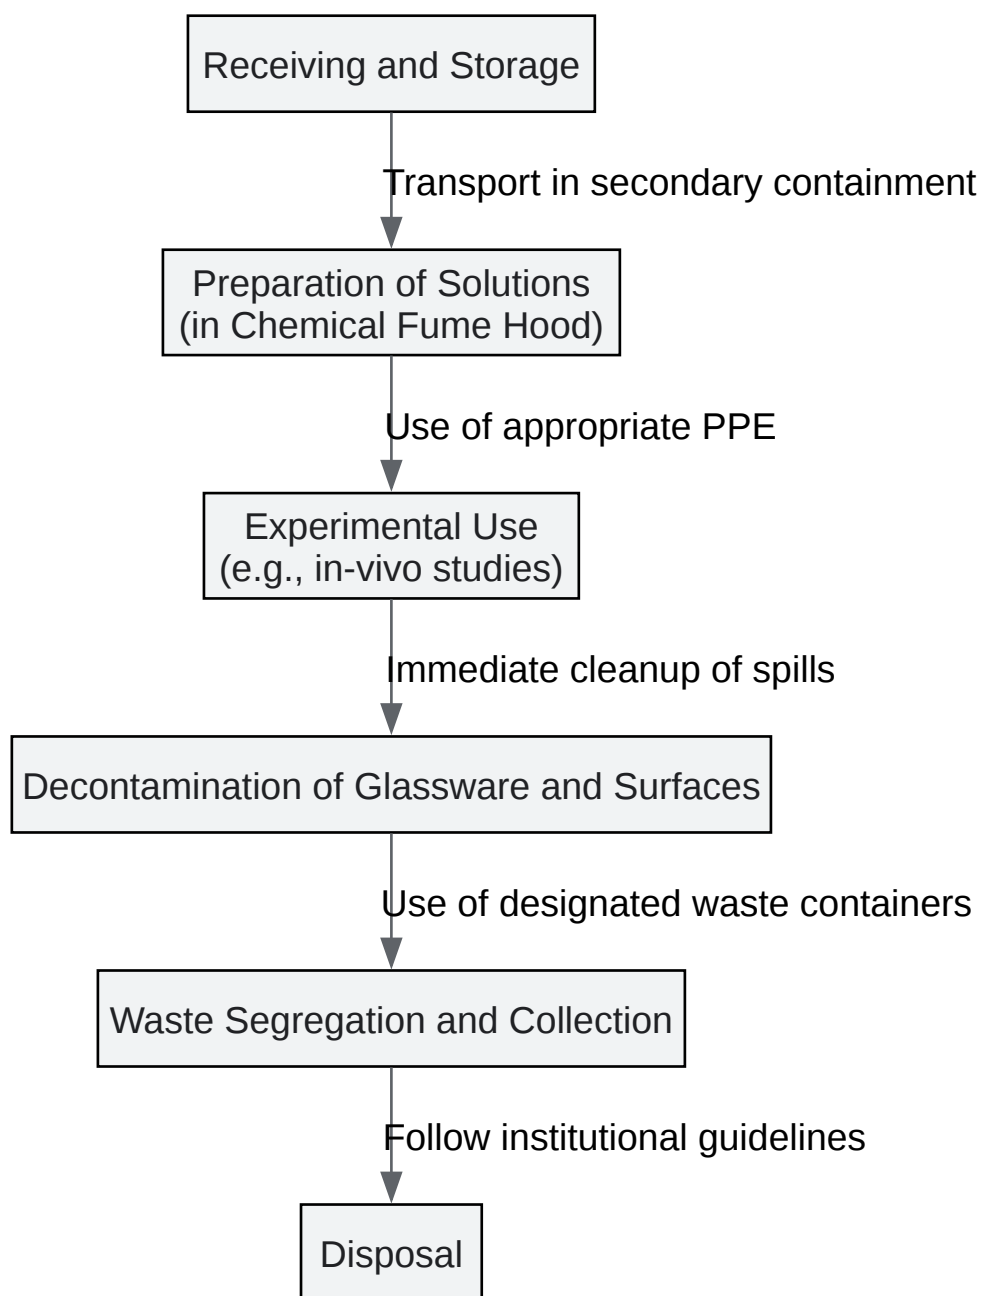 Receiving and Storage
Transport in secondary containment
Preparation of Solutions
(in Chemical Fume Hood)
Use of appropriate PPE
Experimental Use
(e.g., in-vivo studies)
Immediate cleanup of spills
Decontamination of Glassware and Surfaces
Use of designated waste containers
Waste Segregation and Collection
Follow institutional guidelines
Disposal